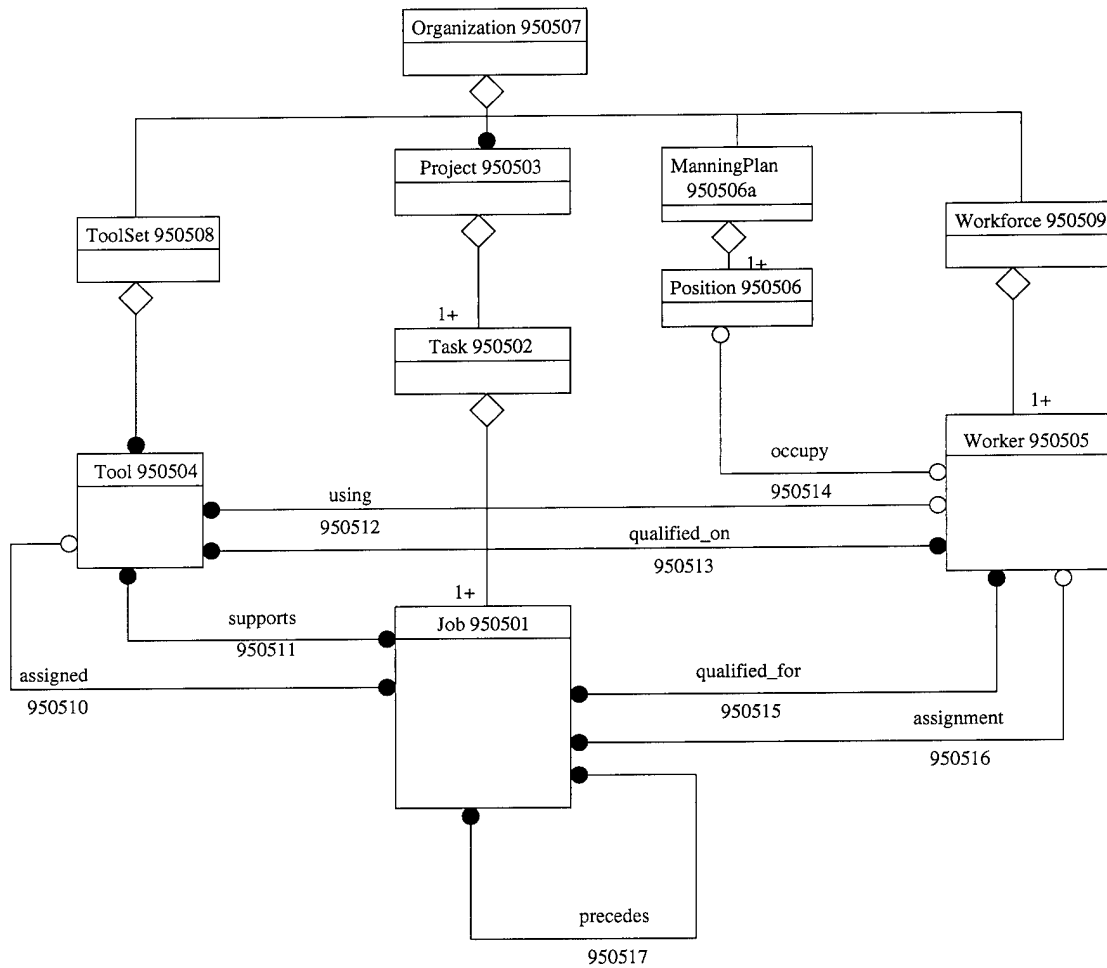 Organization 950507
Project 950503
ManningPlan
950506a
ToolSet 950508
Workforce 950509
1+
Position 950506
1+
Task 950502
1+
Tool 950504
Worker 950505
occupy
950514
using
950512
qualified_on
950513
1+
Job 950501
supports
950511
assigned
950510
qualified_for
950515
assignment
950516
precedes
950517